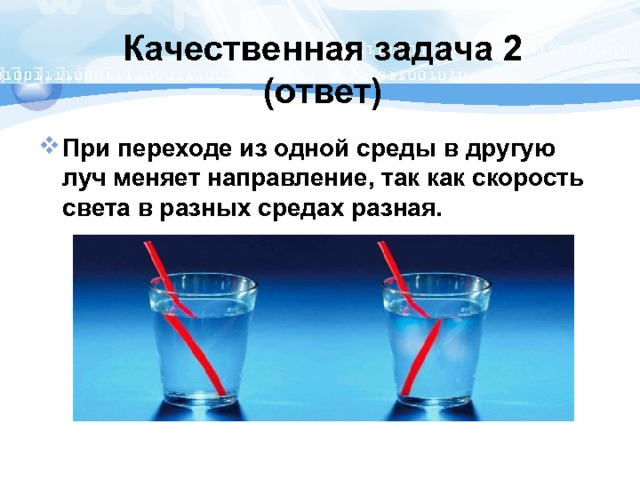 Качественная задача 2
(ответ)
При переходе из одной среды в другую
луч меняет направление, так как скорость
света в разных средах разная.